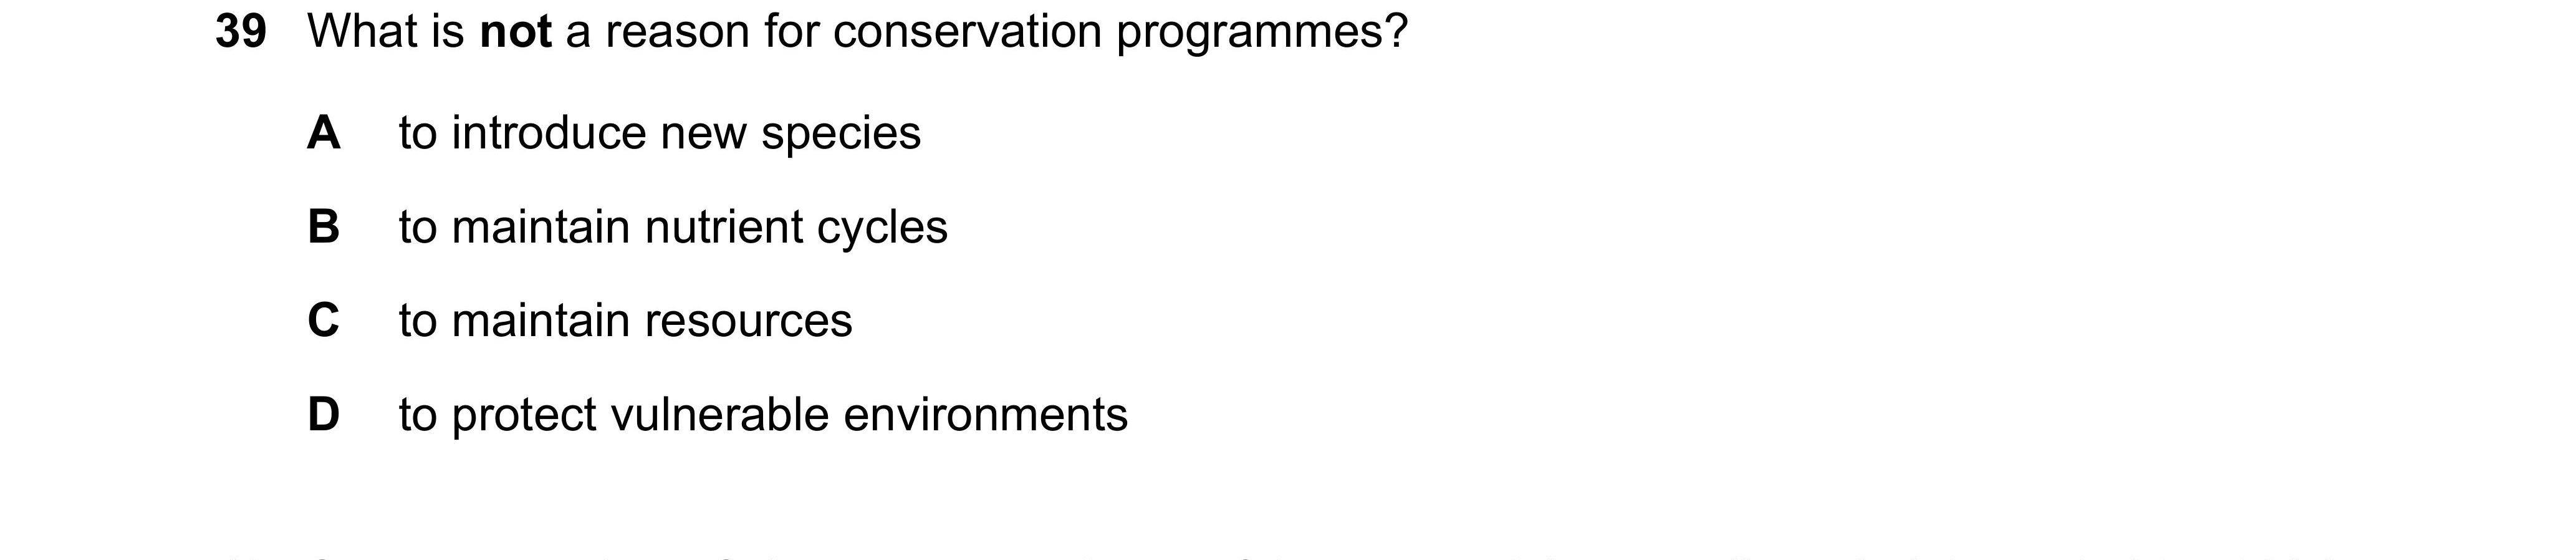 39 What is not a reason for conservation programmes?
A to introduce new species
B to maintain nutrient cycles
C to maintain resources
D to protect vulnerable environments